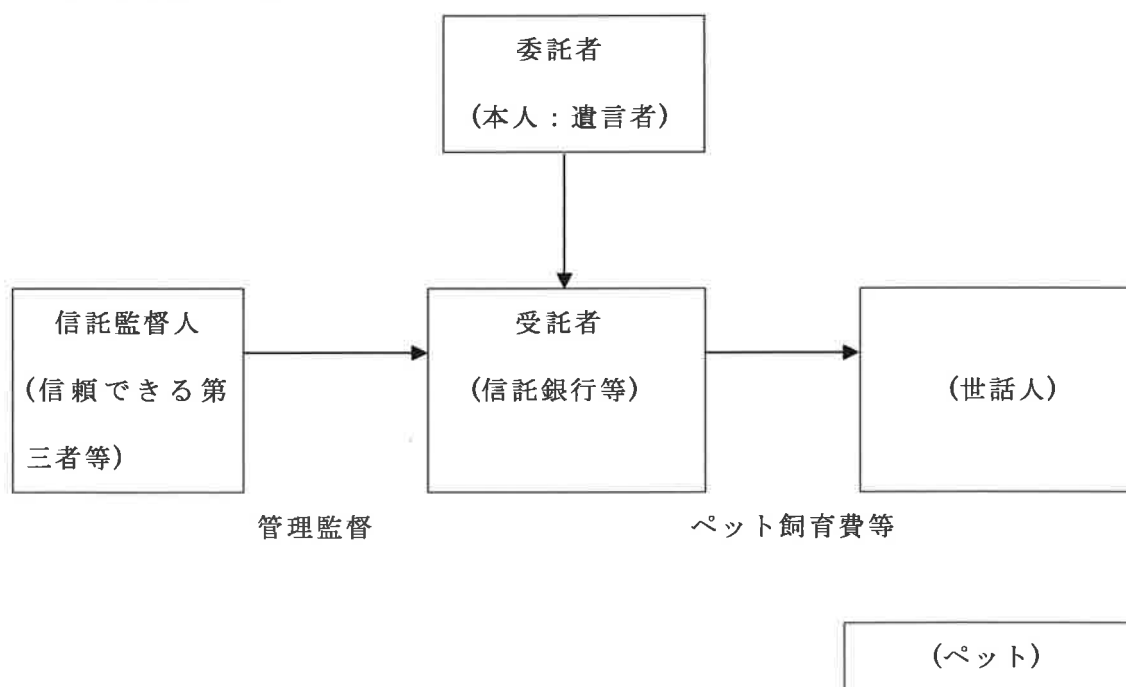 委託者
(本人：遺言者)
信託監督人
(信頼できる第
三者等)
受託者
(信託銀行等)
(世話人)
管理監督
ペット飼育費等
(ペット)